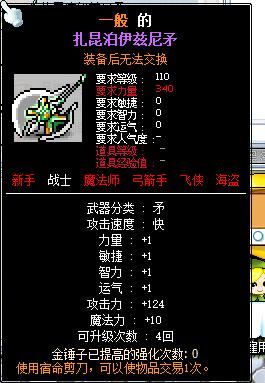 一般 的
扎昆泊伊兹尼矛
装备后无法交换
要求等级 : 110
要求力量 : 340
要求敏捷 : 0
要求智力 : 0
要求运气 : 0
要求人气度 : -
道具等级 : -
道具经验值 : -
新手 战士 魔法师 弓箭手 飞侠 海盗
武器分类 : 矛
攻击速度 : 快
力量 : +1
敏捷 : +1
智力 : +1
运气 : +1
攻击力 : +124
魔法力 : +10
可升级次数 : 4回
金锤子已提高的强化次数: 0
使用宿命剪刀，可以使物品交易1次。